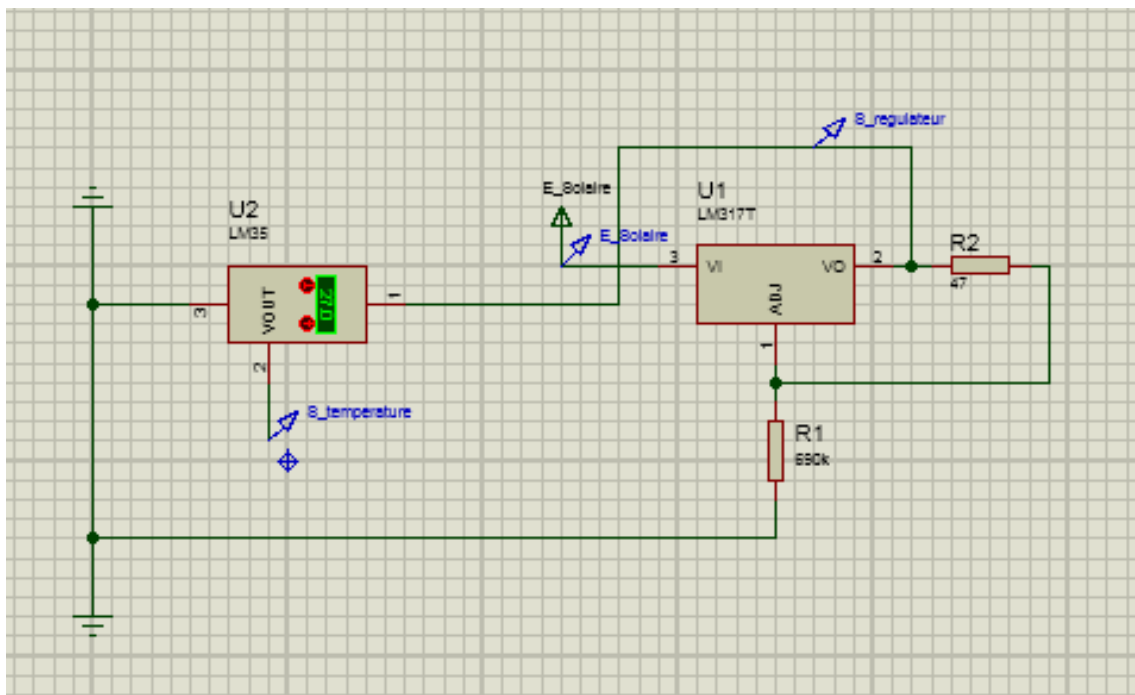 S_regulateur
E_Solaire
U1
LM317T
U2
LM35
E_Solaire
R2
3
VI
VO
2
47
ADJ
1
3
VOUT
27.0
1
2
S_temperature
R1